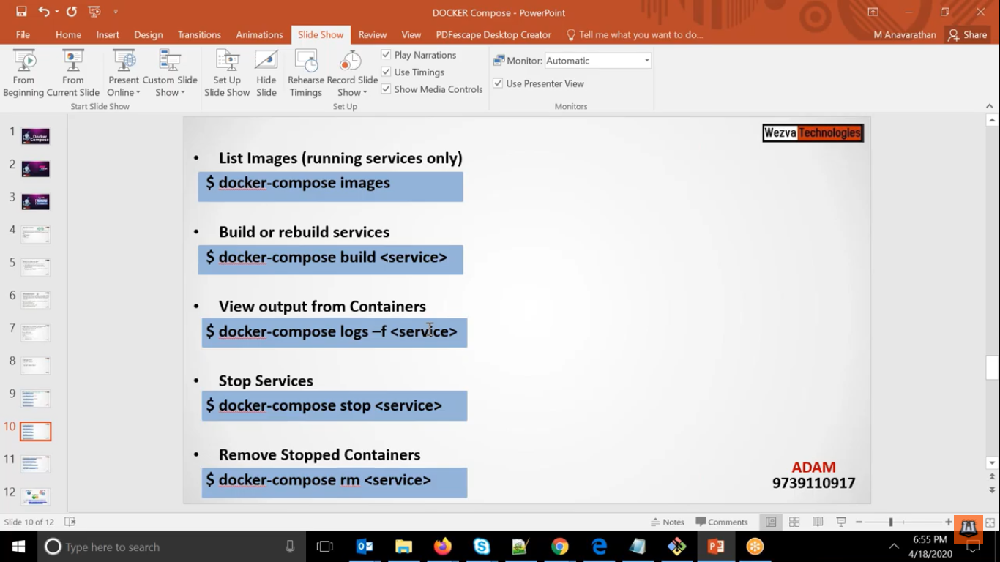 DOCKER Compose - PowerPoint
File Home Insert Design Transitions Animations Slide Show Review View PDFescape Desktop Creator Tell me what you want to do... M Anavarathan Share
From Beginning
From Current Slide
Present Online
Custom Slide Show
Set Up Slide Show
Hide Slide
Rehearse Timings
Record Slide Show
Play Narrations
Use Timings
Show Media Controls
Monitor: Automatic
Use Presenter View
Start Slide Show
Set Up
Monitors
1
Docker
Compose
2
3
4
5
6
7
8
9
10
11
12
Wezva Technologies
• List Images (running services only)
$ docker-compose images
• Build or rebuild services
$ docker-compose build <service>
• View output from Containers
$ docker-compose logs –f <service>
• Stop Services
$ docker-compose stop <service>
• Remove Stopped Containers
$ docker-compose rm <service>
ADAM
9739110917
Slide 10 of 12
Notes Comments
Type here to search
6:55 PM
4/18/2020